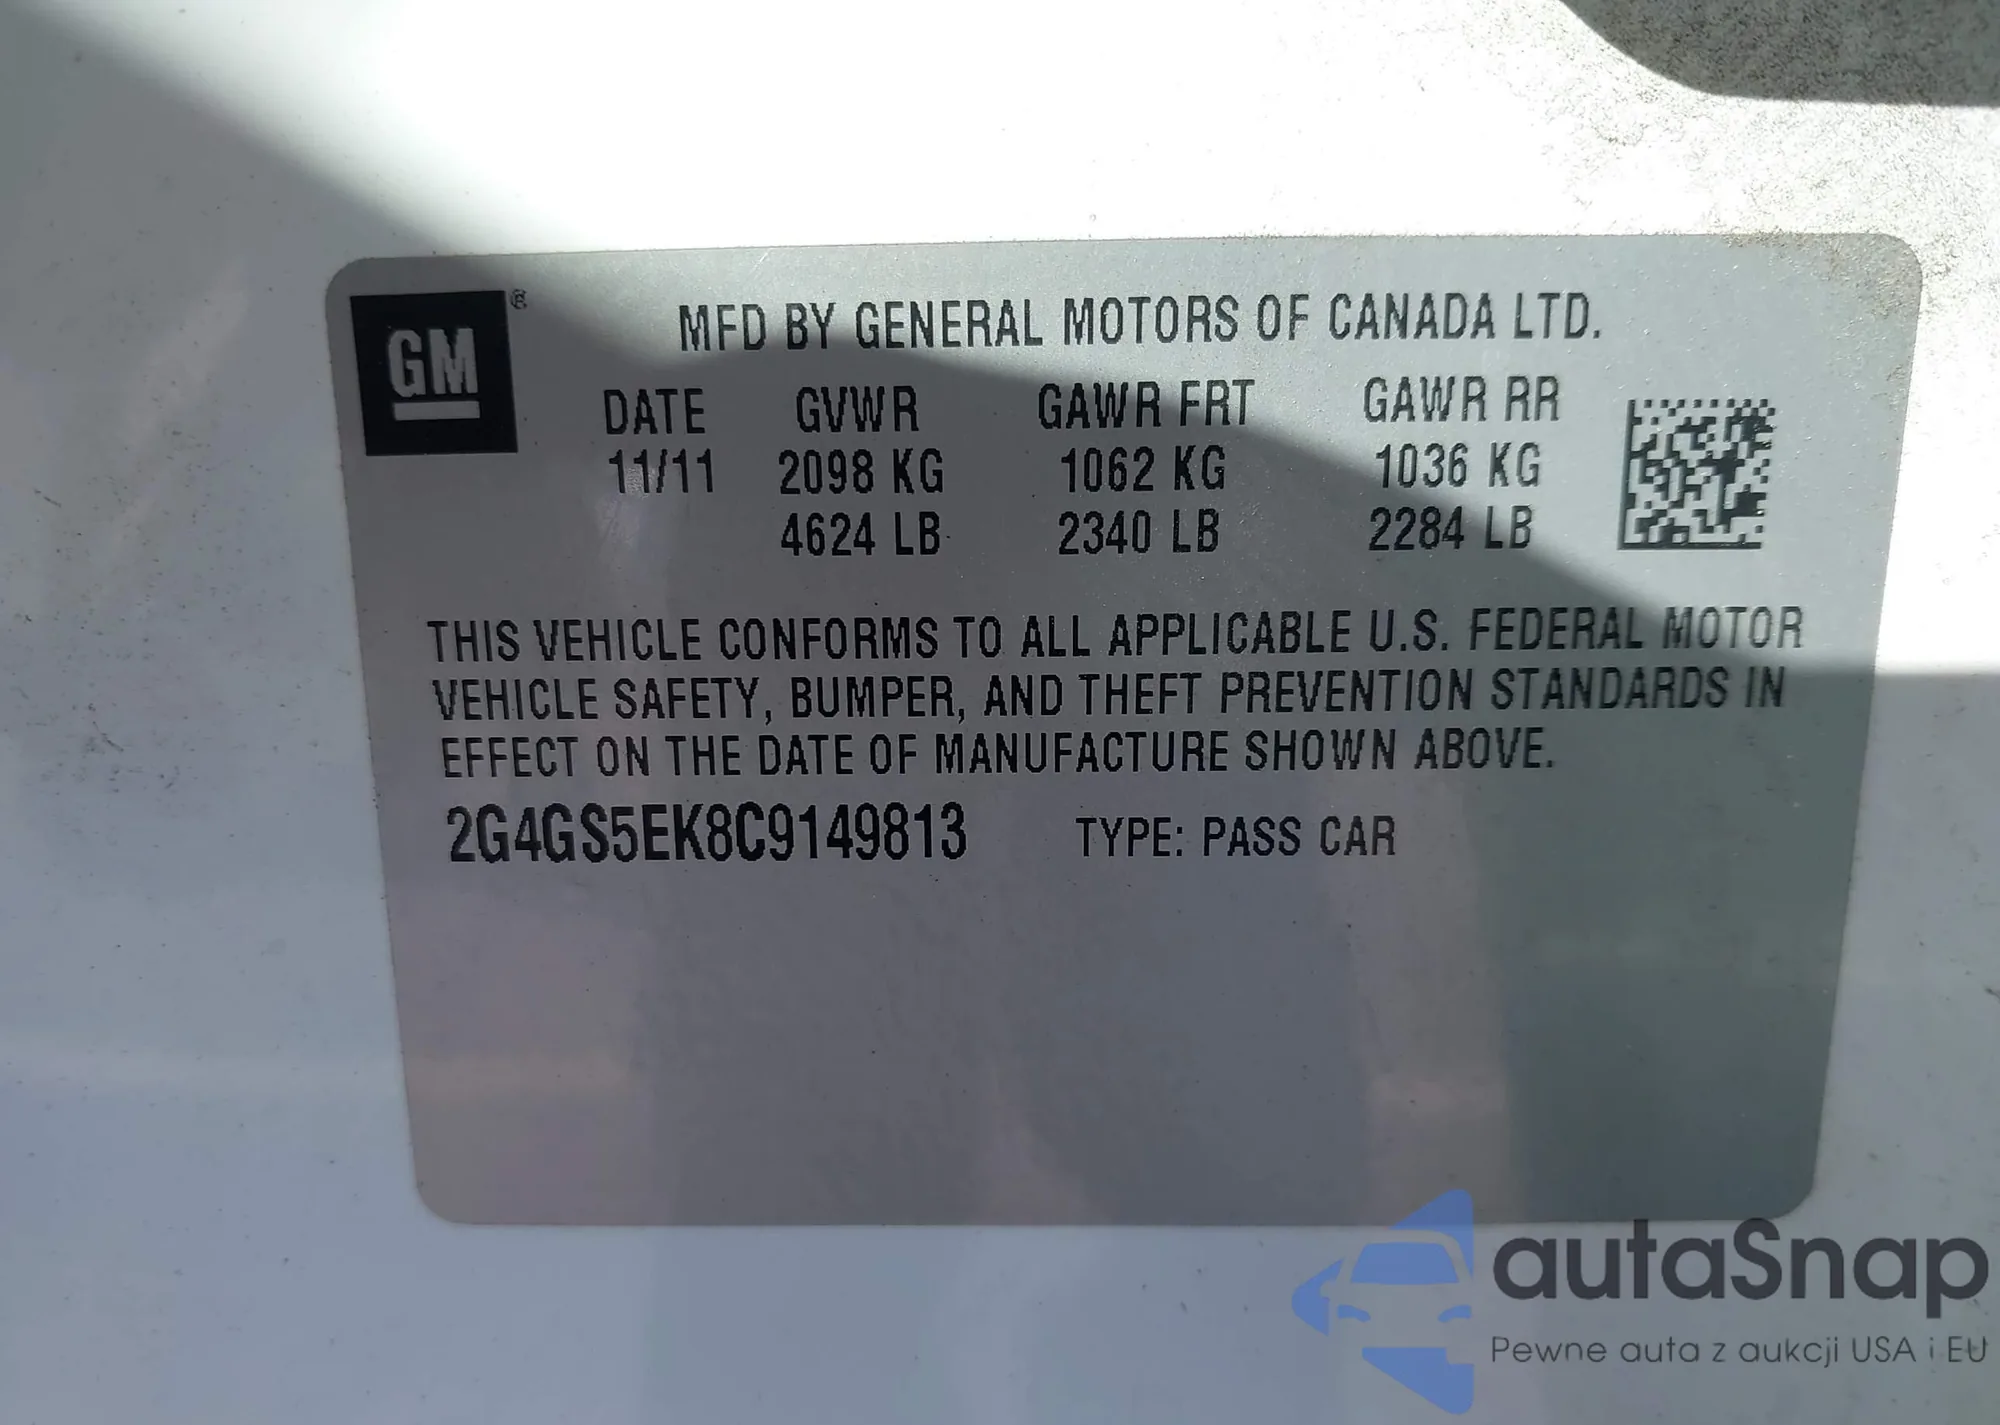 GM ®
MFD BY GENERAL MOTORS OF CANADA LTD.
DATE GVWR GAWR FRT GAWR RR
11/11 2098 KG 1062 KG 1036 KG
4624 LB 2340 LB 2284 LB
THIS VEHICLE CONFORMS TO ALL APPLICABLE U.S. FEDERAL MOTOR
VEHICLE SAFETY, BUMPER, AND THEFT PREVENTION STANDARDS IN
EFFECT ON THE DATE OF MANUFACTURE SHOWN ABOVE.
2G4GS5EK8C9149813 TYPE: PASS CAR
autaSnap
Pewne auta z aukcji USA i EU